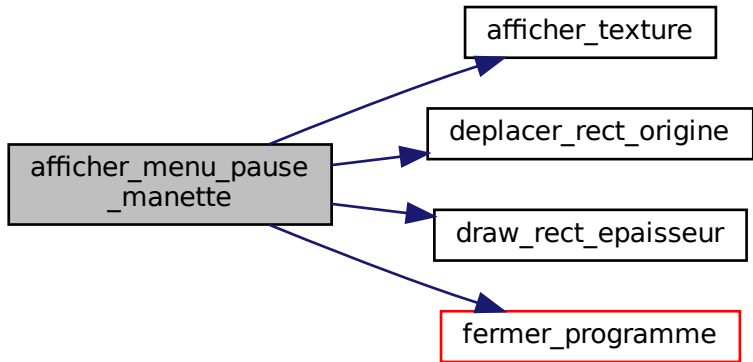 afficher_texture
deplacer_rect_origine
afficher_menu_pause
_manette
draw_rect_epaisseur
fermer_programme